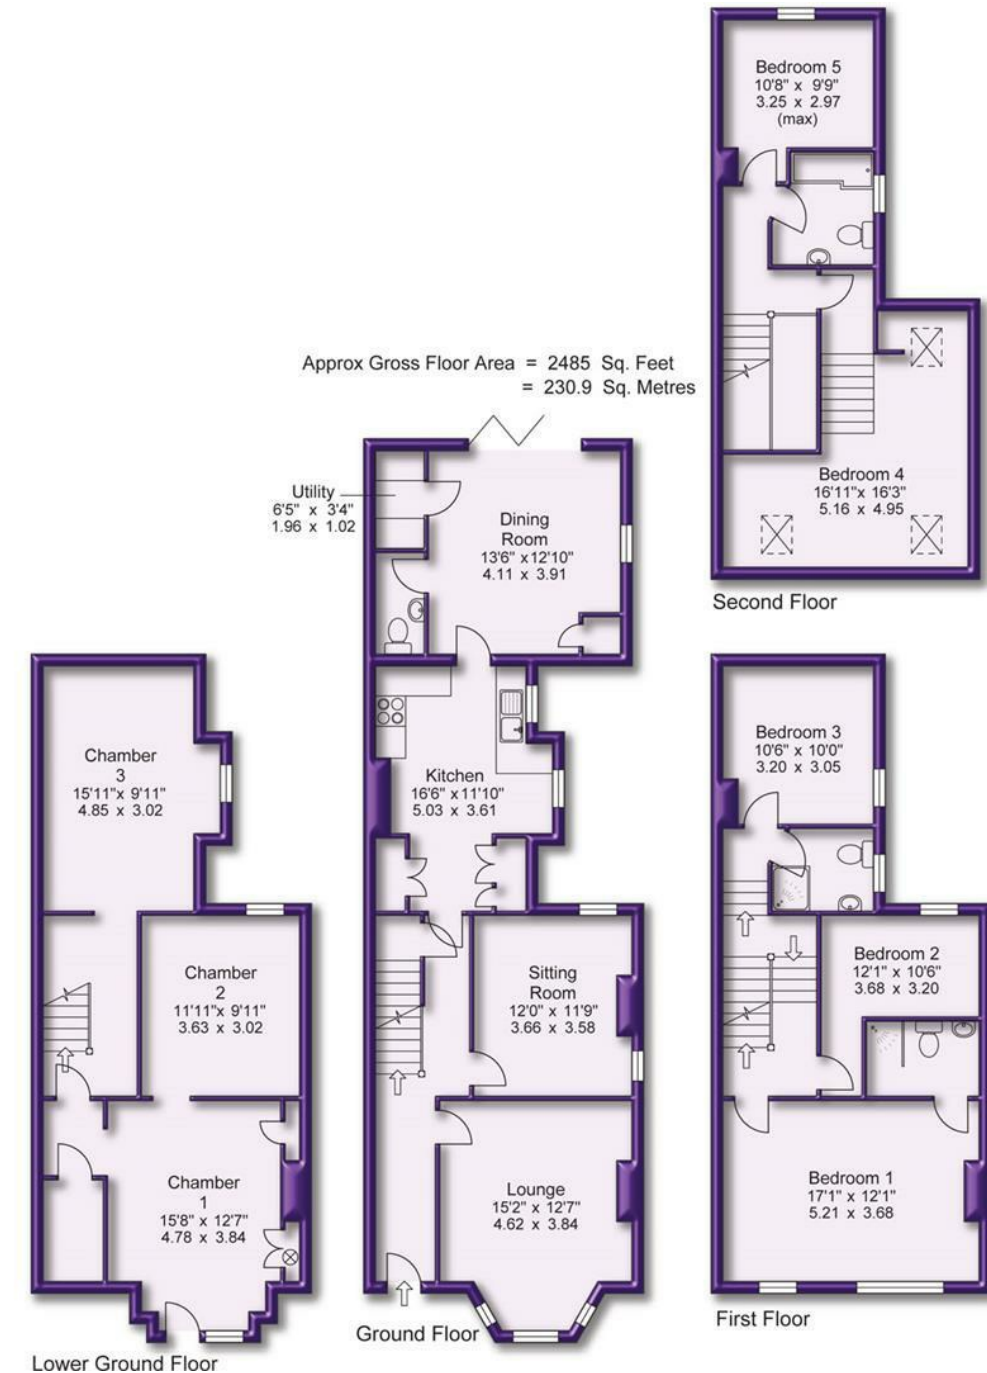 Bedroom 5
10'8" x 9'9"
3.25 x 2.97
(max)
Approx Gross Floor Area = 2485 Sq. Feet
= 230.9 Sq. Metres
Bedroom 4
16'11" x 16'3"
5.16 x 4.95
Second Floor
Utility
6'5" x 3'4"
1.96 x 1.02
Dining
Room
13'6" x 12'10"
4.11 x 3.91
Kitchen
16'6" x 11'10"
5.03 x 3.61
Sitting
Room
12'0" x 11'9"
3.66 x 3.58
Lounge
15'2" x 12'7"
4.62 x 3.84
Ground Floor
Chamber
3
15'11" x 9'11"
4.85 x 3.02
Chamber
2
11'11" x 9'11"
3.63 x 3.02
Chamber
1
15'8" x 12'7"
4.78 x 3.84
Lower Ground Floor
Bedroom 3
10'6" x 10'0"
3.20 x 3.05
Bedroom 2
12'1" x 10'6"
3.68 x 3.20
Bedroom 1
17'1" x 12'1"
5.21 x 3.68
First Floor